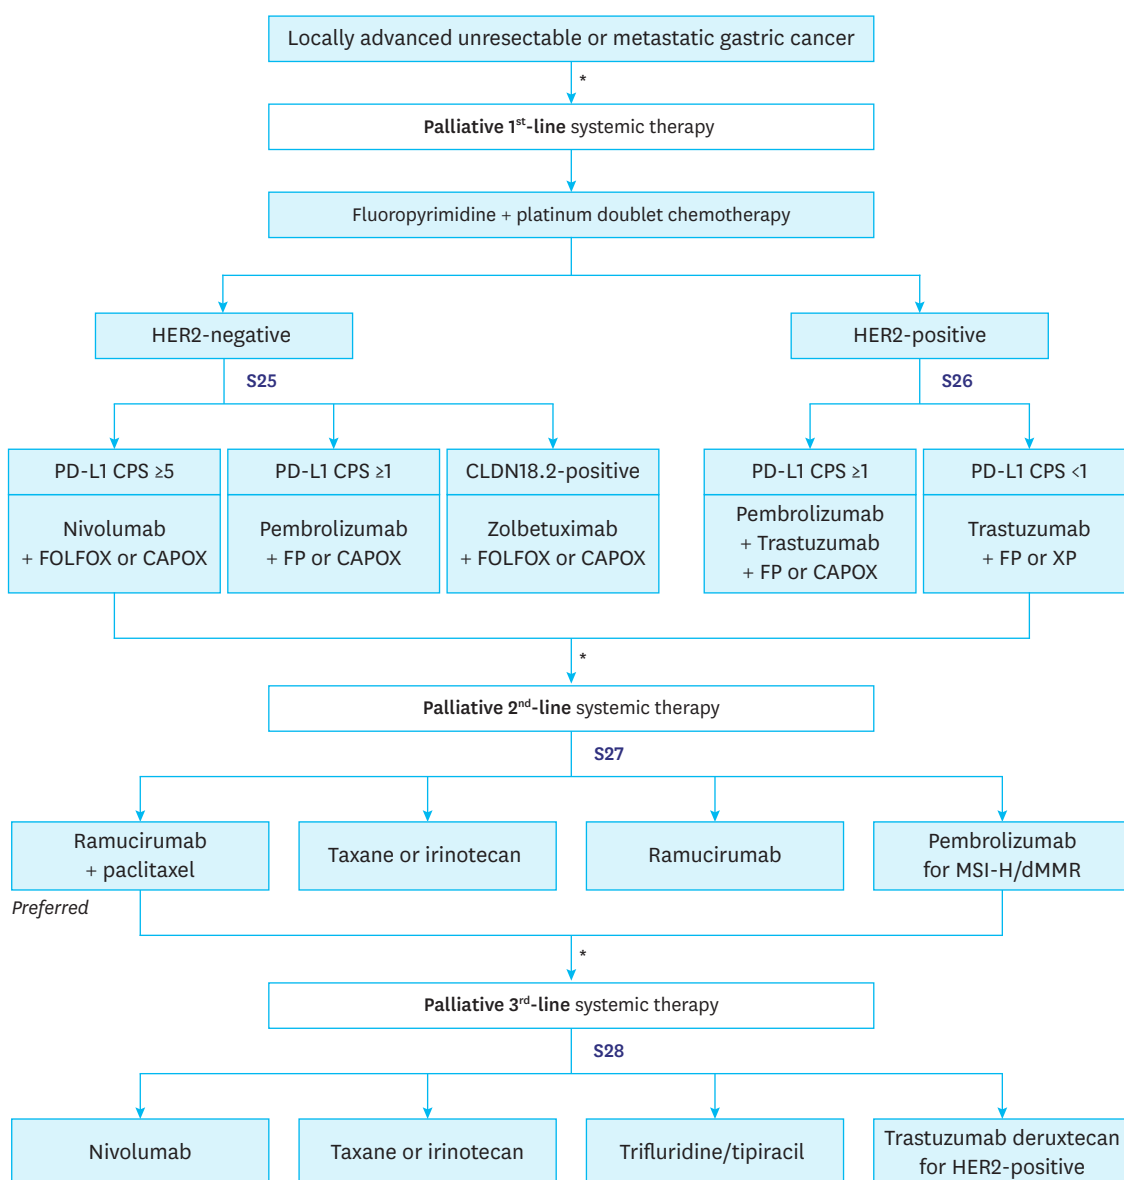 Locally advanced unresectable or metastatic gastric cancer
*
Palliative 1st-line systemic therapy
Fluoropyrimidine + platinum doublet chemotherapy
HER2-negative
HER2-positive
S25
S26
PD-L1 CPS ≥5
PD-L1 CPS ≥1
CLDN18.2-positive
PD-L1 CPS ≥1
PD-L1 CPS <1
Nivolumab
+ FOLFOX or CAPOX
Pembrolizumab
+ FP or CAPOX
Zolbetuximab
+ FOLFOX or CAPOX
Pembrolizumab
+ Trastuzumab
+ FP or CAPOX
Trastuzumab
+ FP or XP
*
Palliative 2nd-line systemic therapy
S27
Ramucirumab
+ paclitaxel
Taxane or irinotecan
Ramucirumab
Pembrolizumab
for MSI-H/dMMR
Preferred
*
Palliative 3rd-line systemic therapy
S28
Nivolumab
Taxane or irinotecan
Trifluridine/tipiracil
Trastuzumab deruxtecan
for HER2-positive